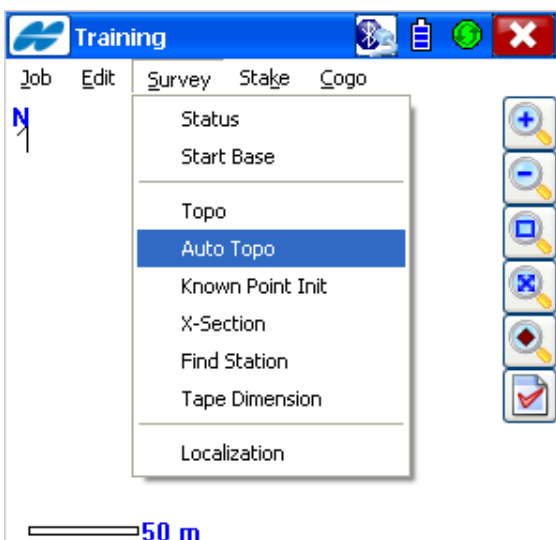 Training
Job Edit Survey Stake Cogo
N
Status
Start Base
Topo
Auto Topo
Known Point Init
X-Section
Find Station
Tape Dimension
Localization
50 m